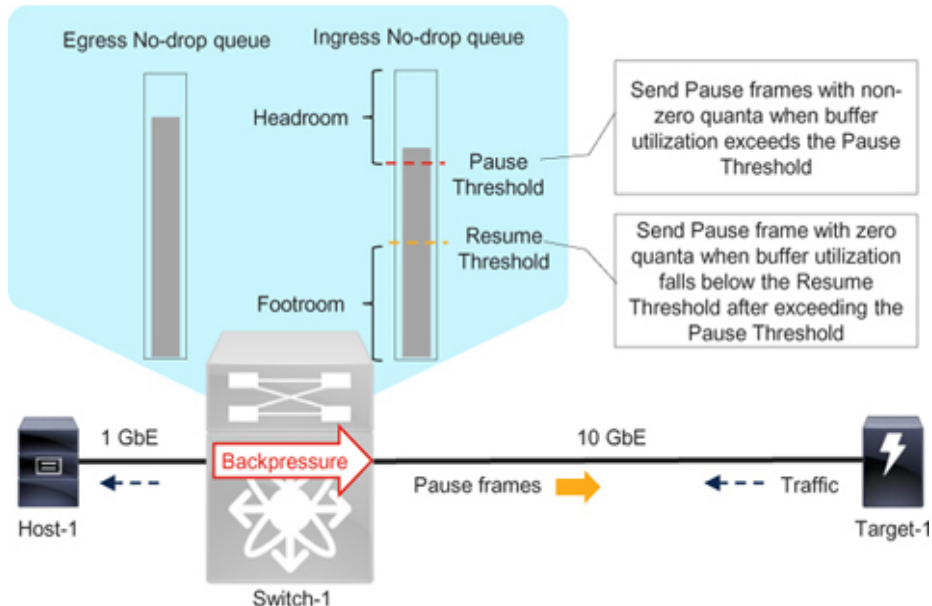 Egress No-drop queue
Ingress No-drop queue
Headroom
Pause
Threshold
Send Pause frames with non-
zero quanta when buffer
utilization exceeds the Pause
Threshold
Resume
Threshold
Footroom
Send Pause frame with zero
quanta when buffer utilization
falls below the Resume
Threshold after exceeding the
Pause Threshold
1 GbE
Backpressure
10 GbE
Pause frames
Traffic
Host-1
Target-1
Switch-1